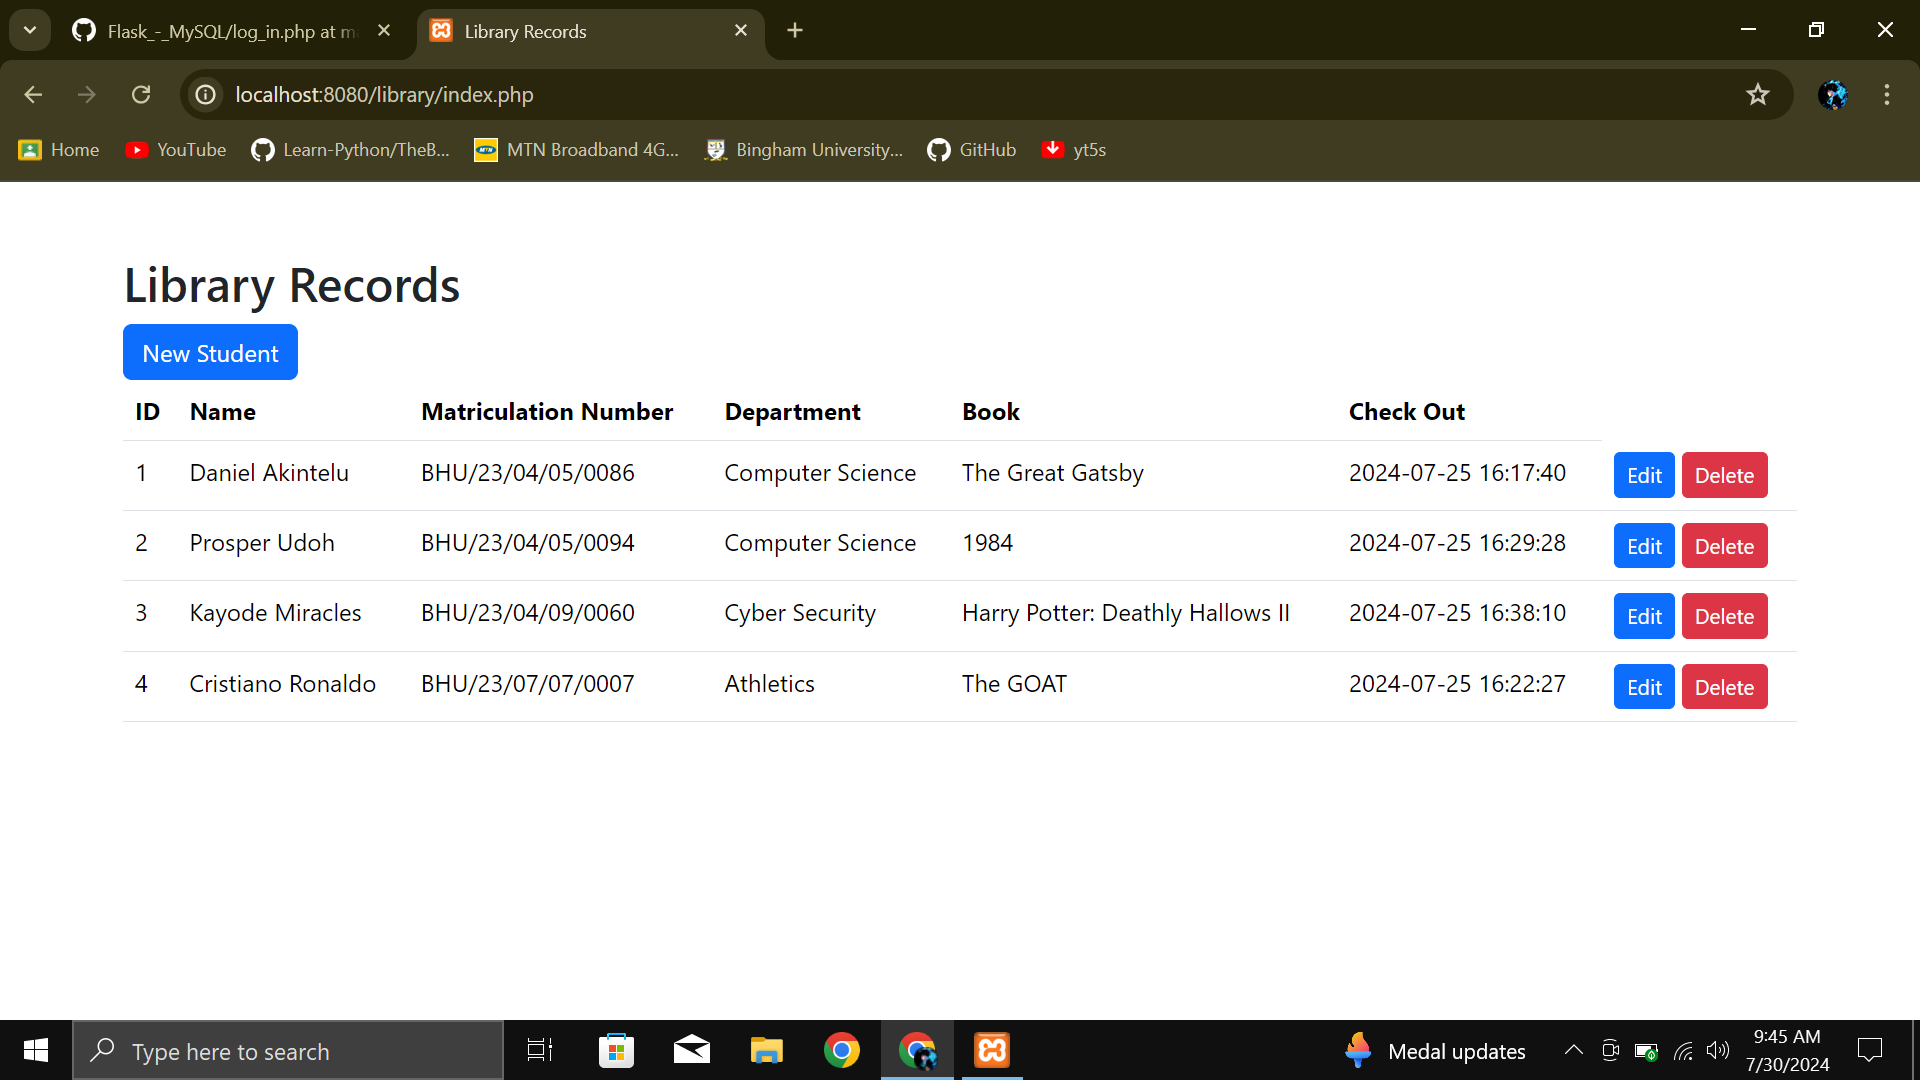 Flask_-_MySQL/log_in.php at ma
Library Records
localhost:8080/library/index.php
Home YouTube Learn-Python/TheB... MTN Broadband 4G... Bingham University... GitHub yt5s
Library Records
New Student
ID Name Matriculation Number Department Book Check Out
1 Daniel Akintelu BHU/23/04/05/0086 Computer Science The Great Gatsby 2024-07-25 16:17:40 Edit Delete
2 Prosper Udoh BHU/23/04/05/0094 Computer Science 1984 2024-07-25 16:29:28 Edit Delete
3 Kayode Miracles BHU/23/04/09/0060 Cyber Security Harry Potter: Deathly Hallows II 2024-07-25 16:38:10 Edit Delete
4 Cristiano Ronaldo BHU/23/07/07/0007 Athletics The GOAT 2024-07-25 16:22:27 Edit Delete
Type here to search
Medal updates
9:45 AM
7/30/2024